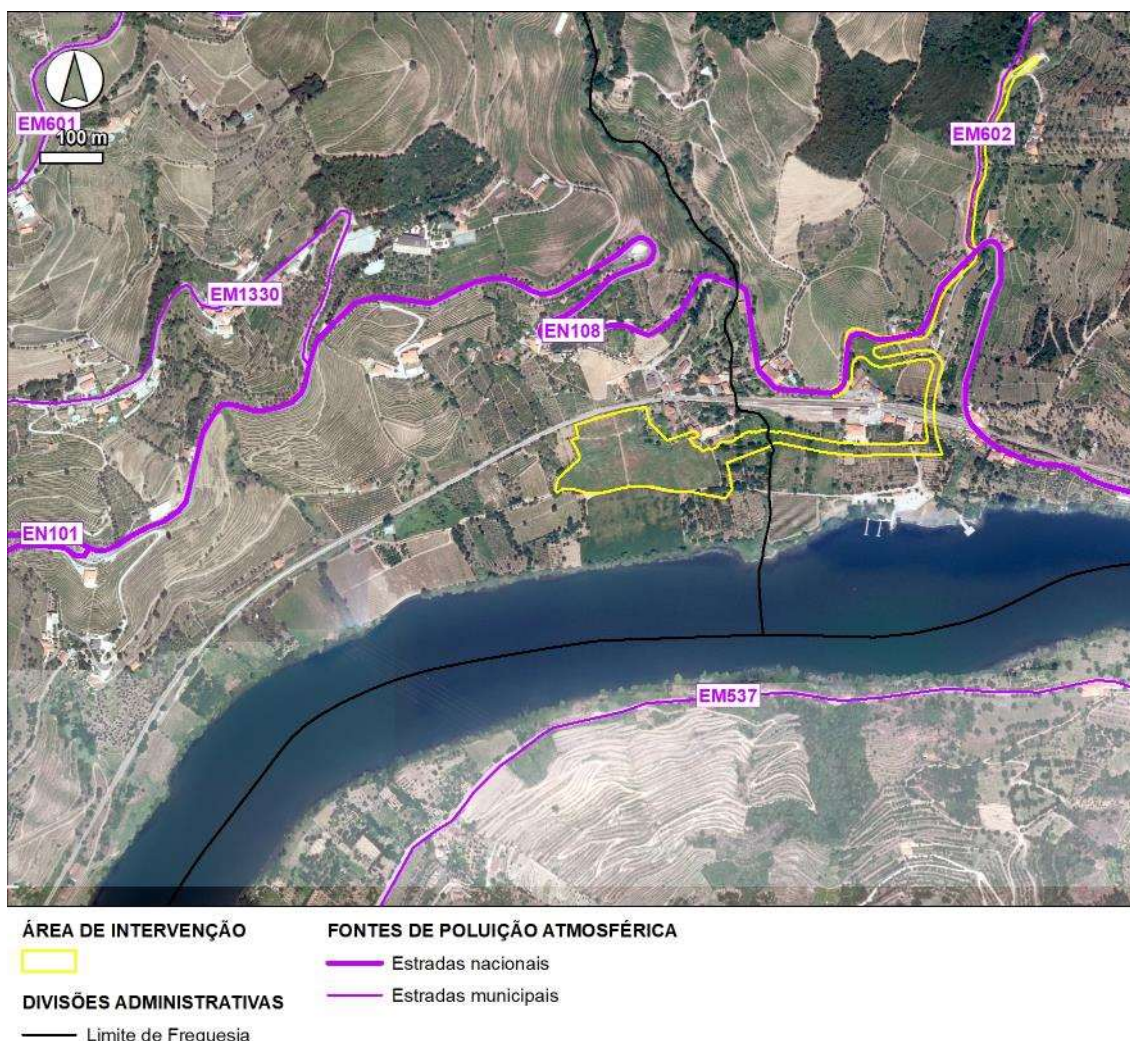 EM601
100 m
EM602
EM1330
EN108
EN101
EM537
ÁREA DE INTERVENÇÃO
FONTES DE POLUIÇÃO ATMOSFÉRICA
Estradas nacionais
DIVISÕES ADMINISTRATIVAS
Estradas municipais
Limite de Freguesia